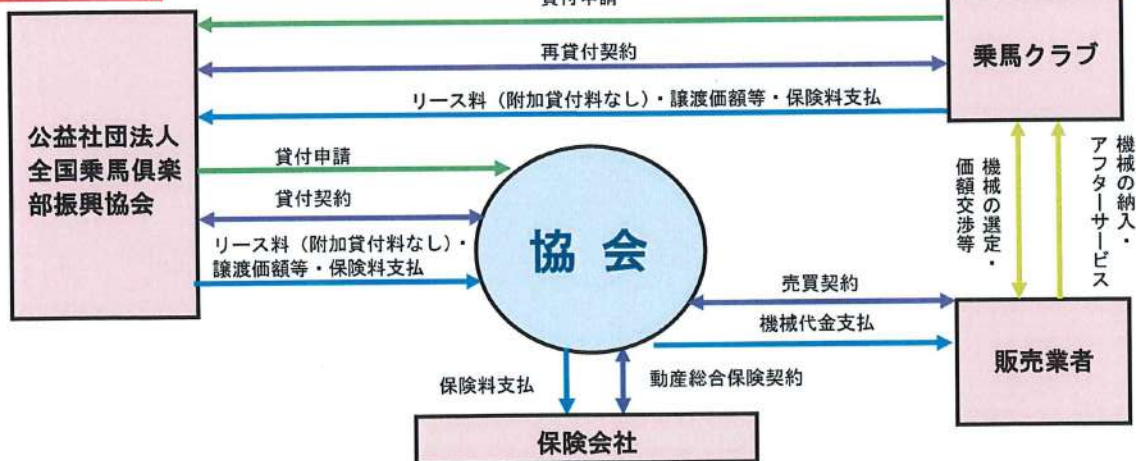 貸付申請
再貸付契約
乗馬クラブ
リース料（附加貸付料なし）・譲渡価額等・保険料支払
公益社団法人
全国乗馬俱楽
部振興協会
貸付申請
貸付契約
リース料（附加貸付料なし）・
譲渡価額等・保険料支払
協 会
機械の選定・
価額交渉等
機械の納入・
アフターサービス
売買契約
機械代金支払
販売業者
保険料支払
動産総合保険契約
保険会社